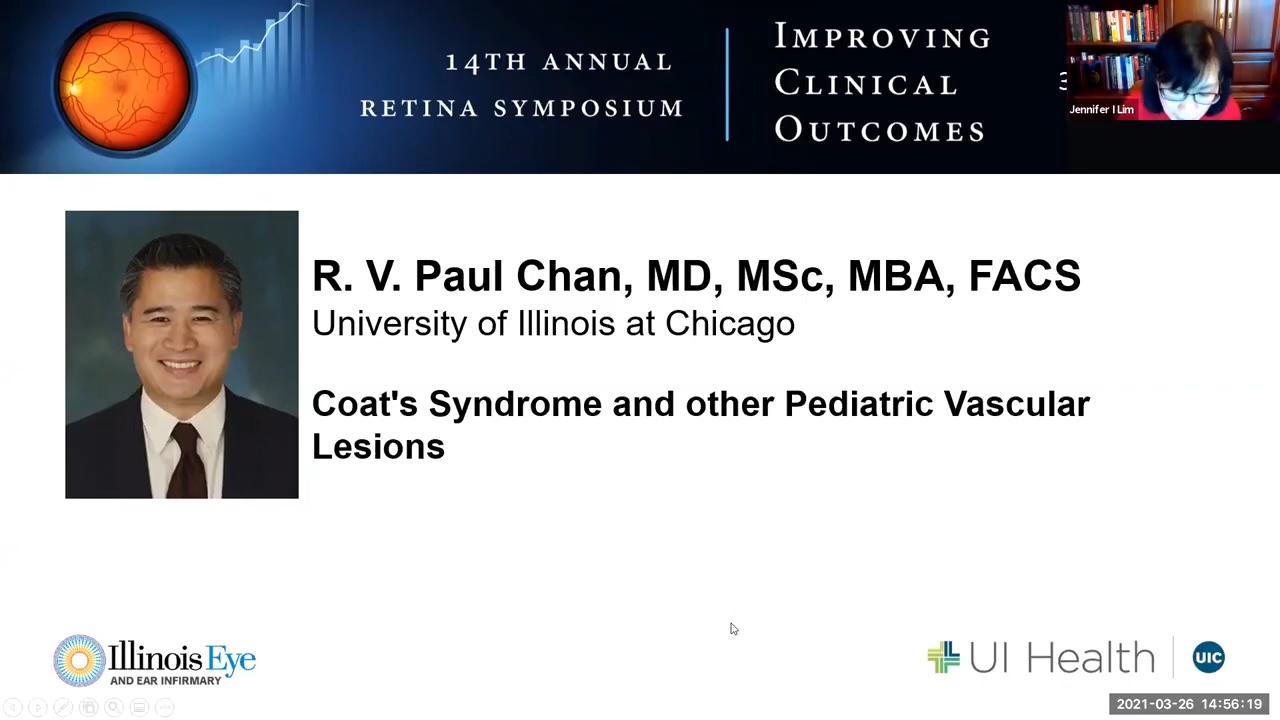 14TH ANNUAL
RETINA SYMPOSIUM
IMPROVING
CLINICAL
OUTCOMES
3
Jennifer I Lim
R. V. Paul Chan, MD, MSc, MBA, FACS
University of Illinois at Chicago
Coat's Syndrome and other Pediatric Vascular
Lesions
Illinois Eye
AND EAR INFIRMARY
UI Health
UIC
2021-03-26 14:56:19